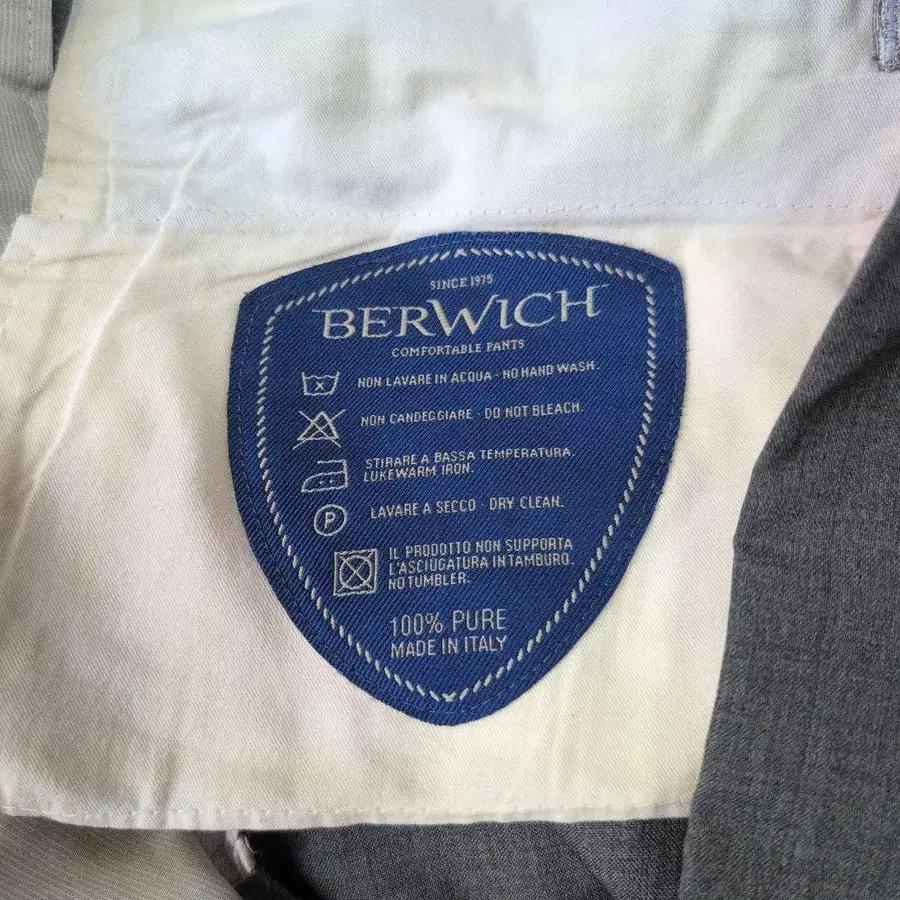 SINCE 1975
BERWICH
COMFORTABLE PANTS
NON LAVARE IN ACQUA - NO HAND WASH.
NON CANDEGGIARE - DO NOT BLEACH.
STIRARE A BASSA TEMPERATURA.
LUKEWARM IRON.
P
LAVARE A SECCO - DRY CLEAN.
IL PRODOTTO NON SUPPORTA
L'ASCIUGATURA IN TAMBURO.
NO TUMBLER.
100% PURE
MADE IN ITALY